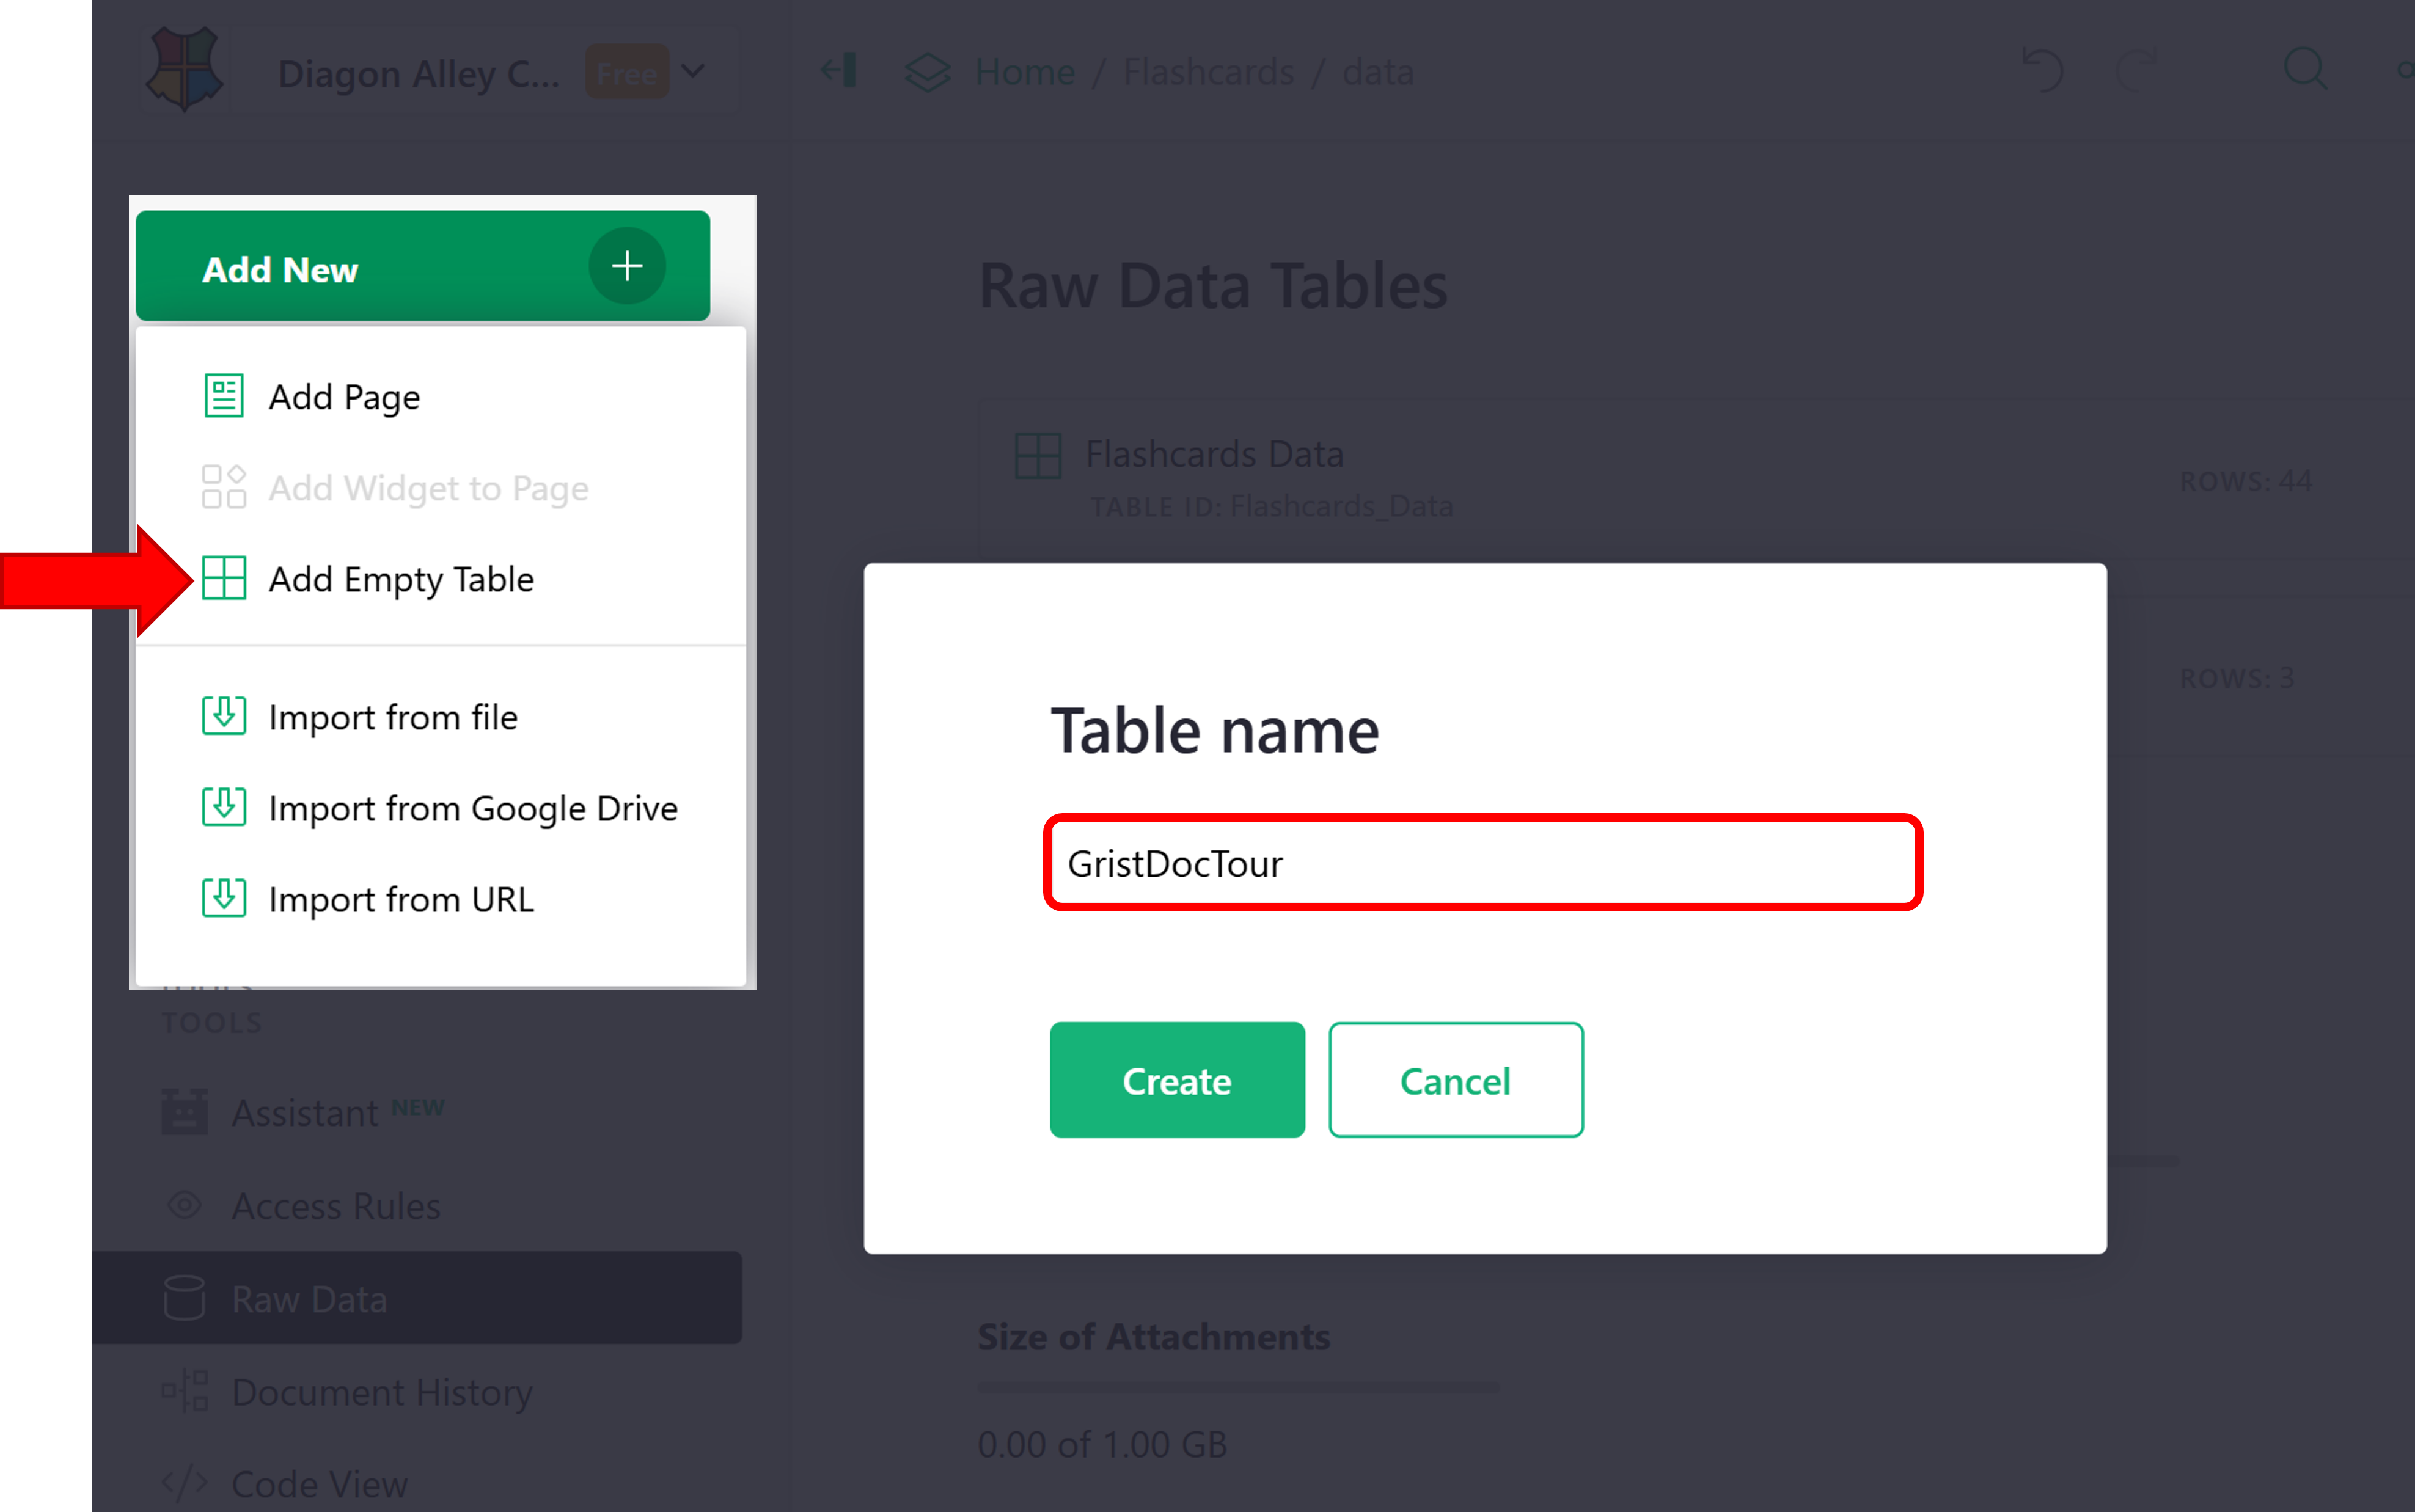 Diagon Alley C... Free
Home / Flashcards / data
Add New
Add Page
Add Widget to Page
Add Empty Table
Import from file
Import from Google Drive
Import from URL
TOOLS
Assistant NEW
Access Rules
Raw Data
Document History
Code View
Raw Data Tables
Flashcards Data
TABLE ID: Flashcards_Data
ROWS: 44
ROWS: 3
Table name
GristDocTour
Create Cancel
Size of Attachments
0.00 of 1.00 GB